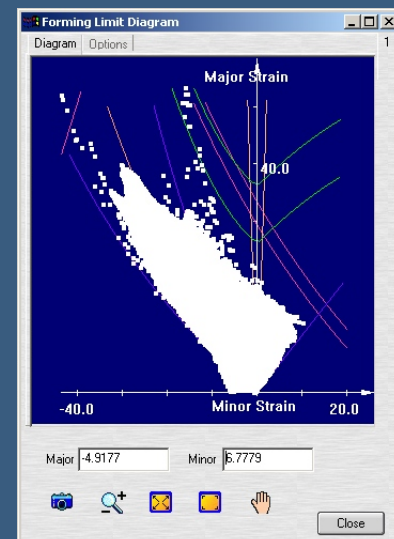 Forming Limit Diagram
Diagram Options 1
Major Strain
40.0
-40.0 Minor Strain 20.0
Major -4.9177 Minor 6.7779
Close